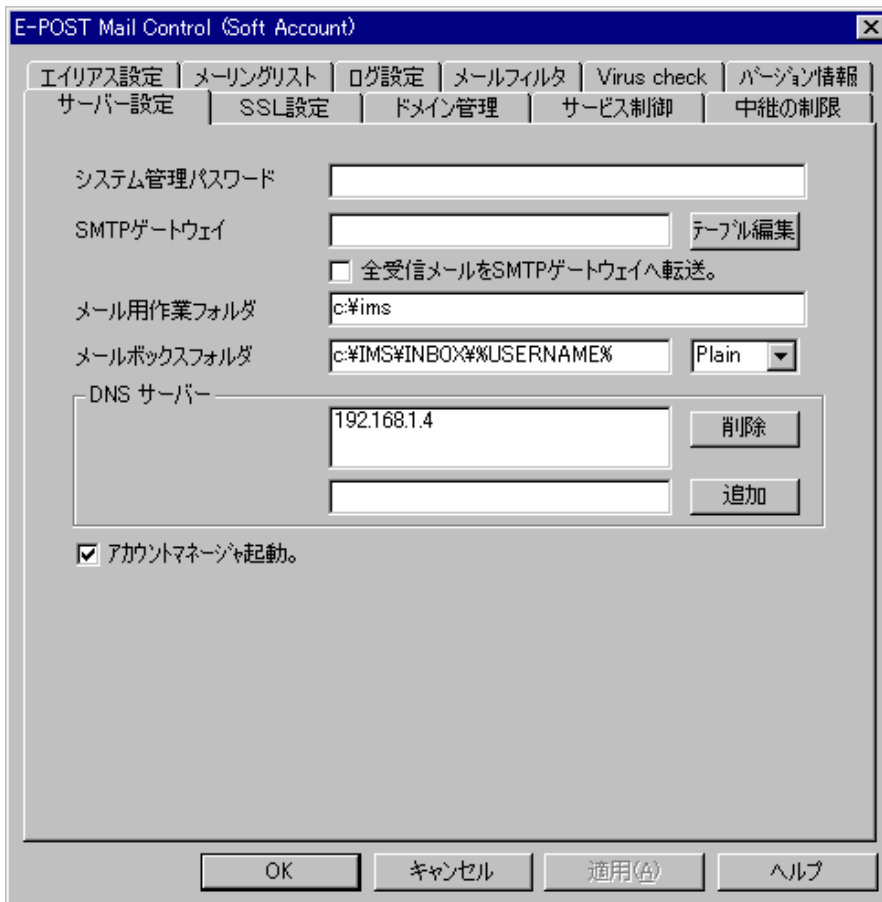 E-POST Mail Control (Soft Account)
エイリアス設定 メーリングリスト ログ設定 メールフィルタ Virus check バージョン情報
サーバー設定 SSL設定 ドメイン管理 サービス制御 中継の制限
システム管理パスワード
SMTPゲートウェイ テーブル編集
全受信メールをSMTPゲートウェイへ転送。
メール用作業フォルダ c:¥ims
メールボックスフォルダ c:¥IMS¥INBOX¥%USERNAME% Plain
DNS サーバー
192.168.1.4 削除
追加
アカウントマネージャ起動。
OK キャンセル 適用(A) ヘルプ